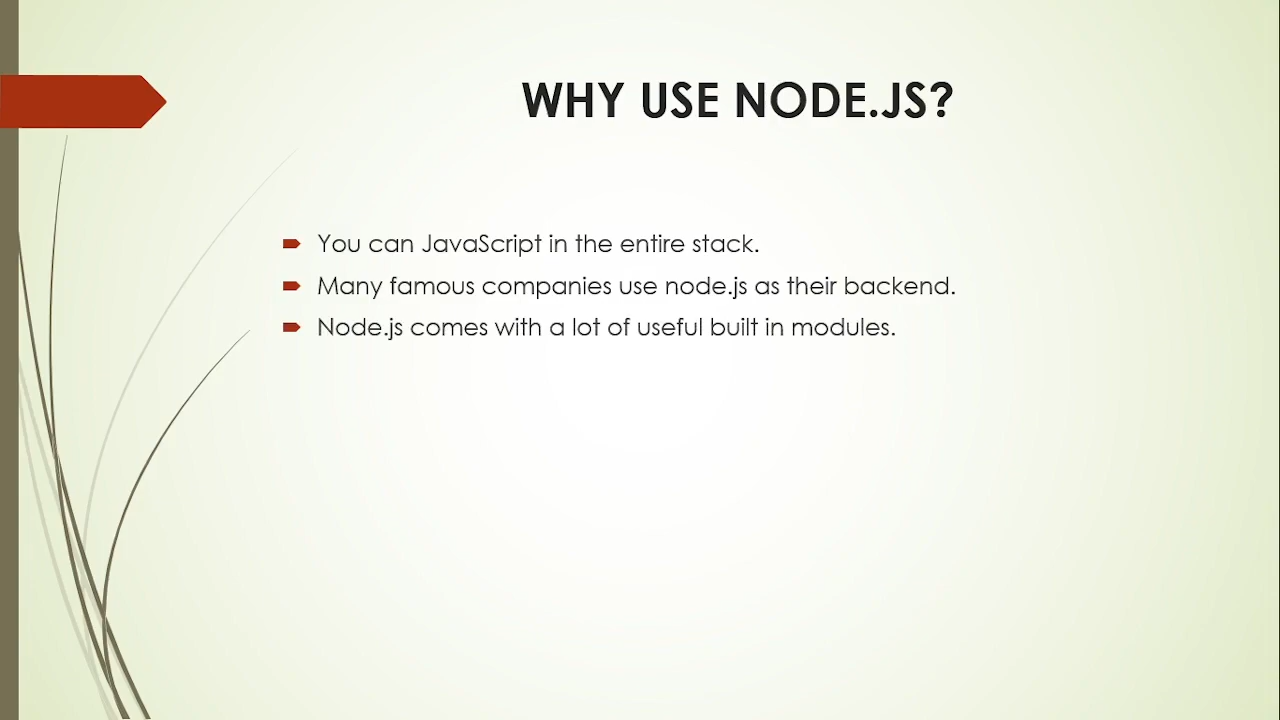 WHY USE NODE.JS?
You can JavaScript in the entire stack.
Many famous companies use node.js as their backend.
Node.js comes with a lot of useful built in modules.